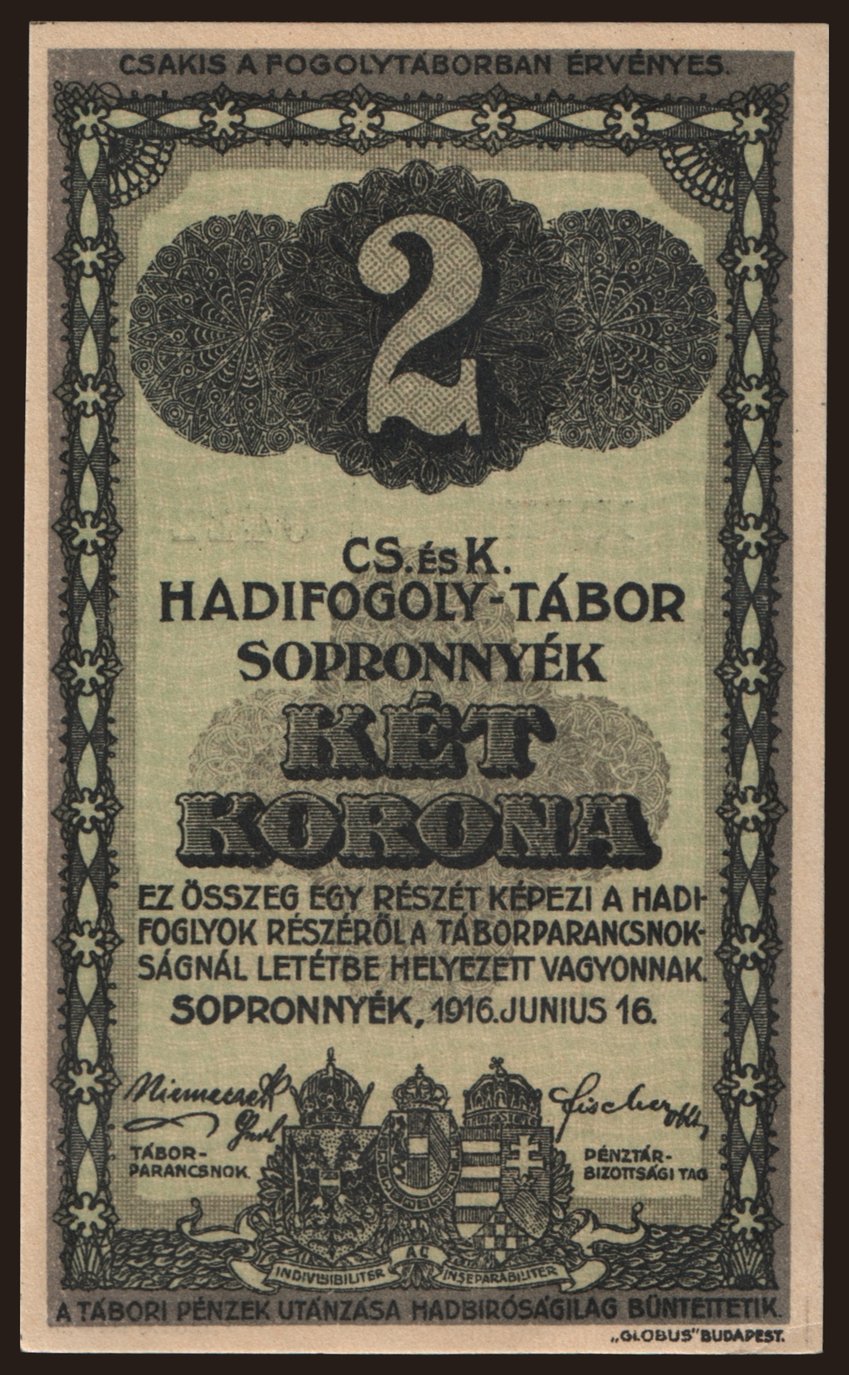 CSAKIS A FOGOLYTÁBORBAN ÉRVÉNYES.
2
CS. ÉS K.
HADIFOGOLY-TÁBOR
SOPRONNYÉK
KÉT
KORONA
EZ ÖSSZEG EGY RÉSZÉT KÉPEZI A HADI-
FOGLYOK RÉSZÉRŐL A TÁBORPARANCSNOK-
SÁGNÁL LETÉTBE HELYEZETT VAGYONNAK.
SOPRONNYÉK, 1916. JUNIUS 16.
Fischer
TÁBOR-
PARANCSNOK.
PÉNZTÁR-
BIZOTTSÁGI TAG
INDIVISIBILITER AC INSEPARABILITER
A TÁBORI PÉNZEK UTÁNZÁSA HADBIRÓSÁGILAG BÜNTETTETIK.
„GLOBUS" BUDAPEST.